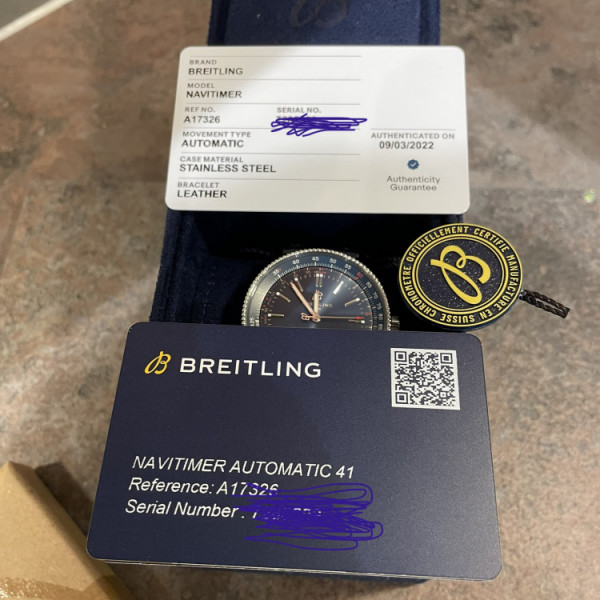 BRAND
BREITLING
MODEL
NAVITIMER
REF NO. SERIAL NO.
A17326
MOVEMENT TYPE AUTHENTICATED ON
AUTOMATIC 09/03/2022
CASE MATERIAL
STAINLESS STEEL
Authenticity
Guarantee
BRACELET
LEATHER
CHRONOMETRE OFFICIELLEMENT CERTIFIE MANUFACTURE EN SUISSE
B BREITLING
NAVITIMER AUTOMATIC 41
Reference: A17326
Serial Number :